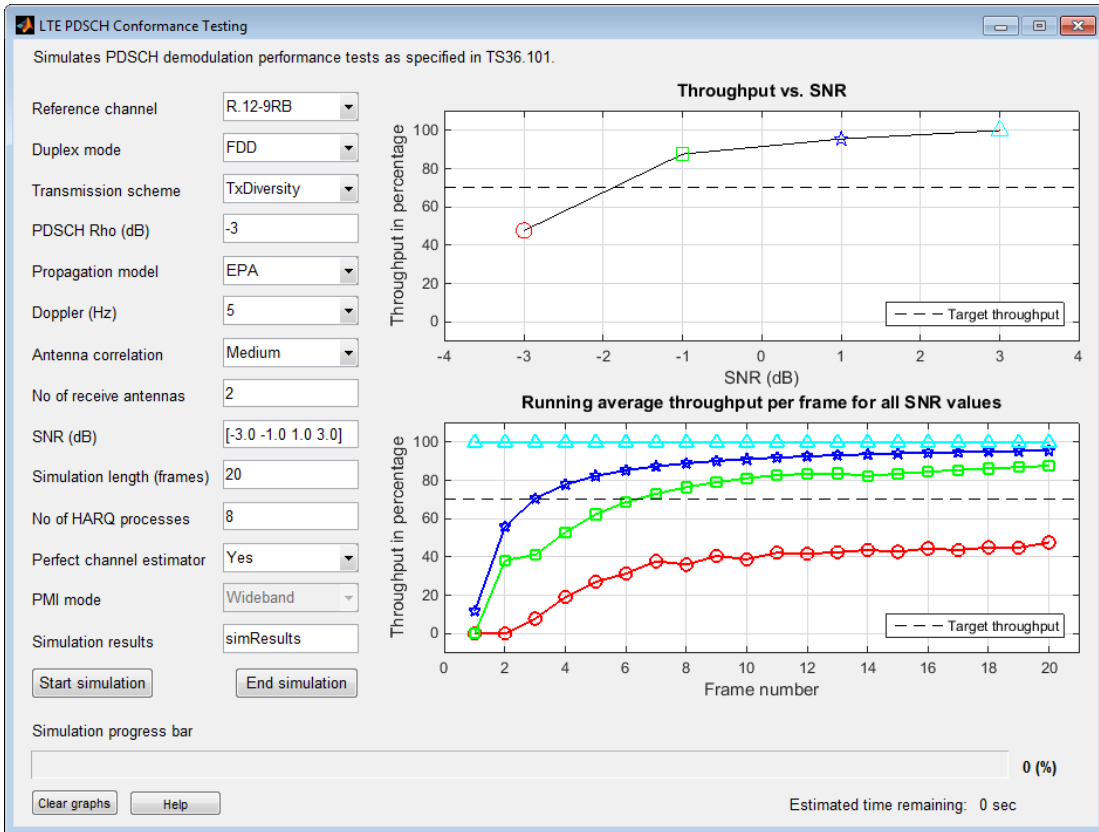 LTE PDSCH Conformance Testing
Simulates PDSCH demodulation performance tests as specified in TS36.101.
Reference channel R.12-9RB
Duplex mode FDD
Transmission scheme TxDiversity
PDSCH Rho (dB) -3
Propagation model EPA
Doppler (Hz) 5
Antenna correlation Medium
No of receive antennas 2
SNR (dB) [-3.0 -1.0 1.0 3.0]
Simulation length (frames) 20
No of HARQ processes 8
Perfect channel estimator Yes
PMI mode Wideband
Simulation results simResults
Start simulation End simulation
Throughput vs. SNR
Throughput in percentage
100
80
60
40
20
0
Target throughput
-4 -3 -2 -1 0 1 2 3 4
SNR (dB)
Running average throughput per frame for all SNR values
Throughput in percentage
100
80
60
40
20
0
Target throughput
0 2 4 6 8 10 12 14 16 18 20
Frame number
Simulation progress bar
0 (%)
Clear graphs Help
Estimated time remaining: 0 sec